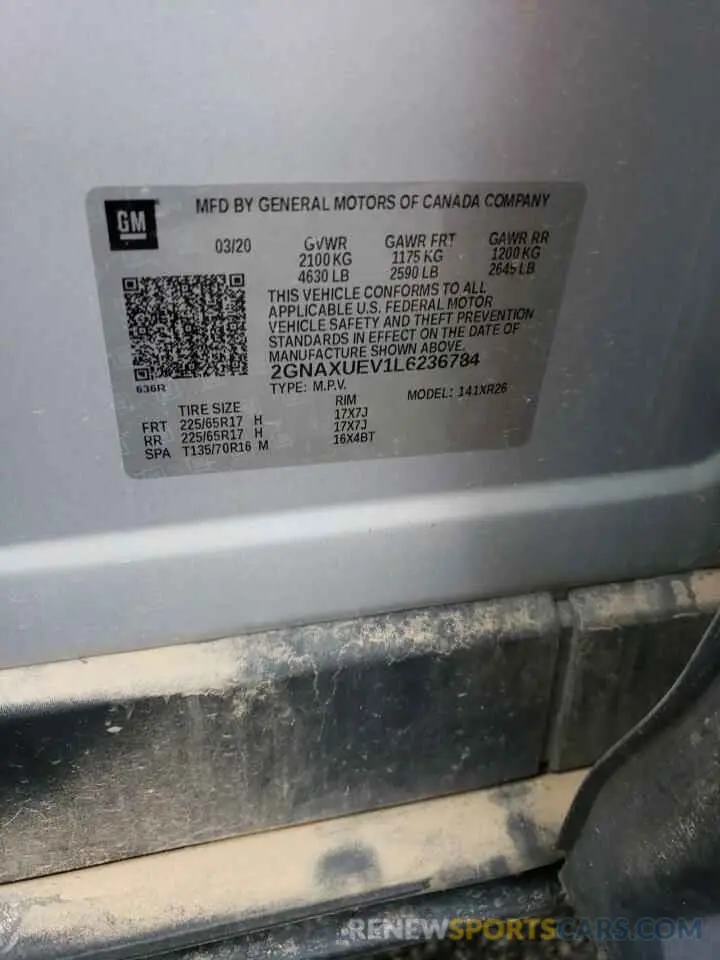 GM
MFD BY GENERAL MOTORS OF CANADA COMPANY
03/20 GVWR GAWR FRT GAWR RR
2100 KG 1175 KG 1200 KG
4630 LB 2590 LB 2645 LB
THIS VEHICLE CONFORMS TO ALL
APPLICABLE U.S. FEDERAL MOTOR
VEHICLE SAFETY AND THEFT PREVENTION
STANDARDS IN EFFECT ON THE DATE OF
MANUFACTURE SHOWN ABOVE.
2GNAXUEV1L6236784
636R
TYPE: M.P.V. MODEL: 141XR26
TIRE SIZE RIM
FRT 225/65R17 H 17X7J
RR 225/65R17 H 17X7J
SPA T135/70R16 M 16X4BT
RENEWSPORTSCARS.COM